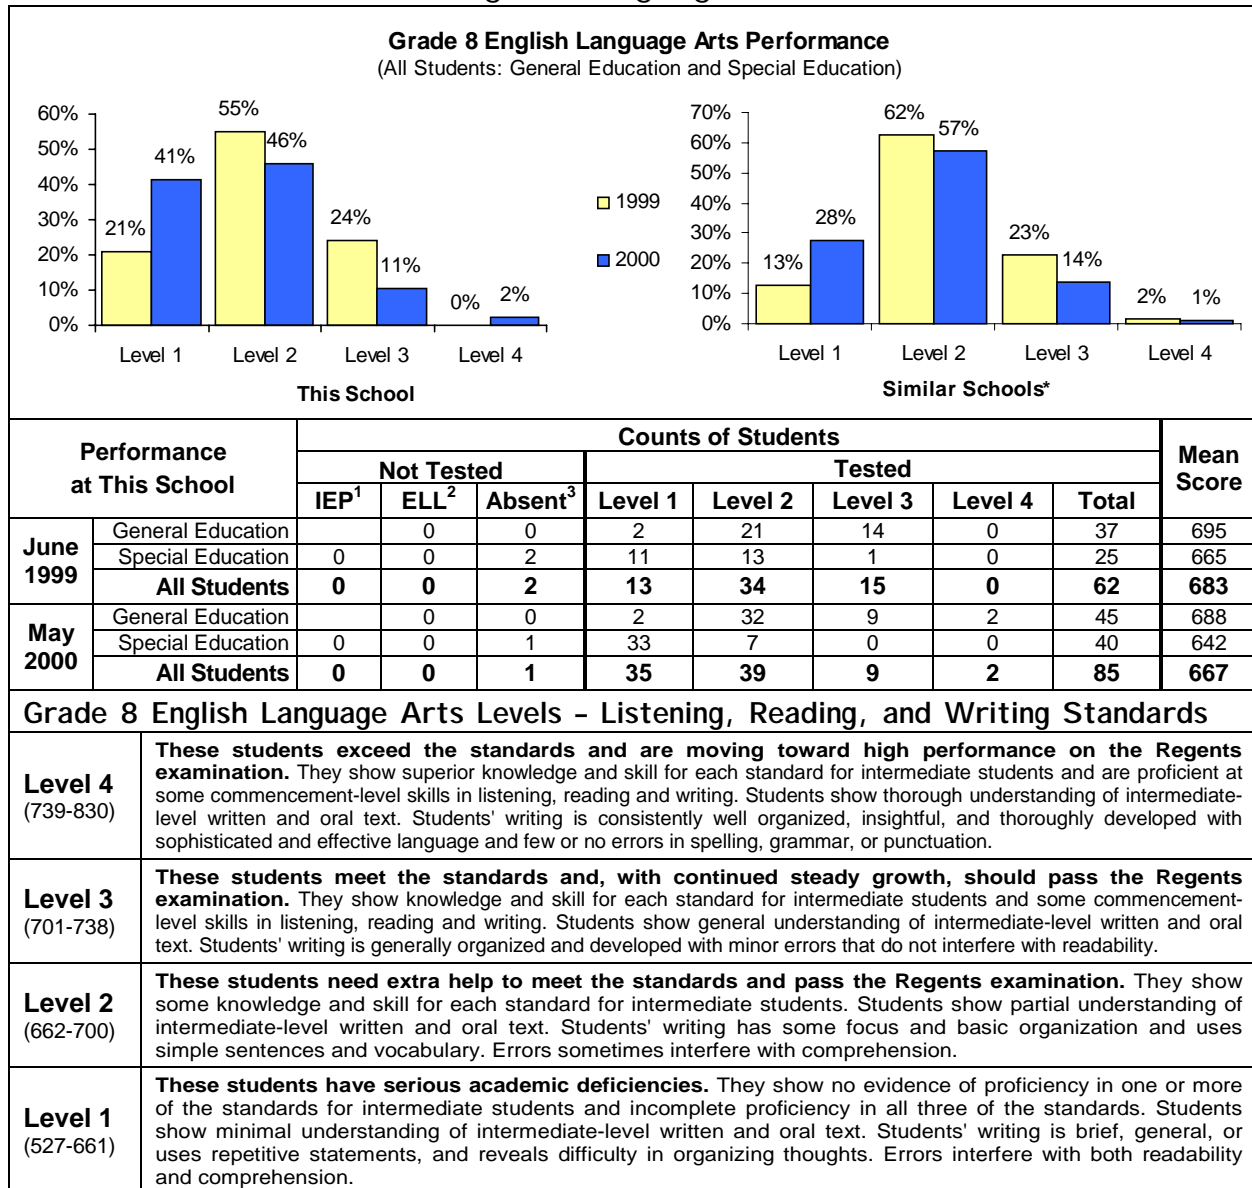 Grade 8 English Language Arts Performance
(All Students: General Education and Special Education)
60%
50%
40%
30%
20%
10%
0%
21%
41%
55%
46%
24%
11%
0%
2%
Level 1
Level 2
Level 3
Level 4
This School
1999
2000
70%
60%
50%
40%
30%
20%
10%
0%
13%
28%
62%
57%
23%
14%
2%
1%
Level 1
Level 2
Level 3
Level 4
Similar Schools*
Performance
at This School
Counts of Students
Mean
Score
Not Tested
Tested
IEP1 ELL2 Absent3 Level 1 Level 2 Level 3 Level 4 Total
June
1999
General Education 0 0 2 21 14 0 37 695
Special Education 0 0 2 11 13 1 0 25 665
All Students 0 0 2 13 34 15 0 62 683
May
2000
General Education 0 0 2 32 9 2 45 688
Special Education 0 0 1 33 7 0 0 40 642
All Students 0 0 1 35 39 9 2 85 667
Grade 8 English Language Arts Levels – Listening, Reading, and Writing Standards
Level 4
(739-830)
These students exceed the standards and are moving toward high performance on the Regents
examination. They show superior knowledge and skill for each standard for intermediate students and are proficient at
some commencement-level skills in listening, reading and writing. Students show thorough understanding of intermediate-
level written and oral text. Students' writing is consistently well organized, insightful, and thoroughly developed with
sophisticated and effective language and few or no errors in spelling, grammar, or punctuation.
Level 3
(701-738)
These students meet the standards and, with continued steady growth, should pass the Regents
examination. They show knowledge and skill for each standard for intermediate students and some commencement-
level skills in listening, reading and writing. Students show general understanding of intermediate-level written and oral
text. Students' writing is generally organized and developed with minor errors that do not interfere with readability.
Level 2
(662-700)
These students need extra help to meet the standards and pass the Regents examination. They show
some knowledge and skill for each standard for intermediate students. Students show partial understanding of
intermediate-level written and oral text. Students' writing has some focus and basic organization and uses
simple sentences and vocabulary. Errors sometimes interfere with comprehension.
Level 1
(527-661)
These students have serious academic deficiencies. They show no evidence of proficiency in one or more
of the standards for intermediate students and incomplete proficiency in all three of the standards. Students
show minimal understanding of intermediate-level written and oral text. Students' writing is brief, general, or
uses repetitive statements, and reveals difficulty in organizing thoughts. Errors interfere with both readability
and comprehension.